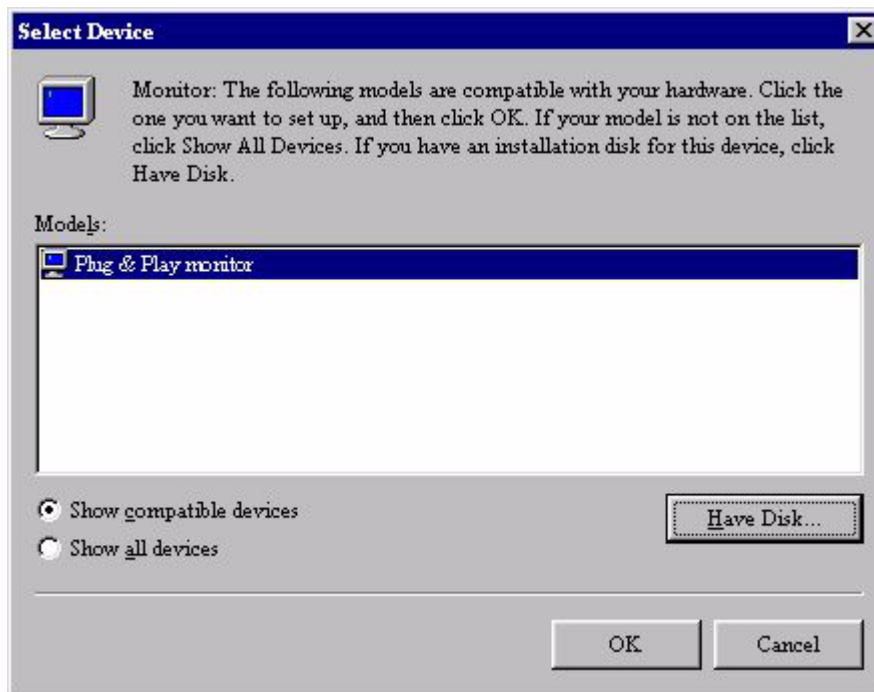 Select Device
Monitor: The following models are compatible with your hardware. Click the
one you want to set up, and then click OK. If your model is not on the list,
click Show All Devices. If you have an installation disk for this device, click
Have Disk.
Models:
Plug & Play monitor
Show compatible devices
Have Disk...
Show all devices
OK
Cancel